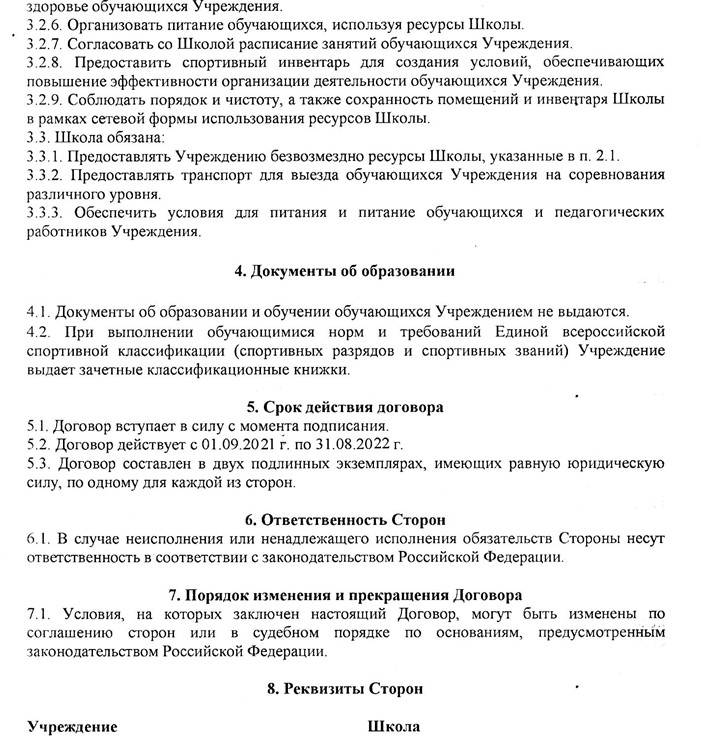 здоровье обучающихся Учреждения.
3.2.6. Организовать питание обучающихся, используя ресурсы Школы.
3.2.7. Согласовать со Школой расписание занятий обучающихся Учреждения.
3.2.8. Предоставить спортивный инвентарь для создания условий, обеспечивающих
повышение эффективности организации деятельности обучающихся Учреждения.
3.2.9. Соблюдать порядок и чистоту, а также сохранность помещений и инвентаря Школы
в рамках сетевой формы использования ресурсов Школы.
3.3. Школа обязана:
3.3.1. Предоставлять Учреждению безвозмездно ресурсы Школы, указанные в п. 2.1.
3.3.2. Предоставлять транспорт для выезда обучающихся Учреждения на соревнования
различного уровня.
3.3.3. Обеспечить условия для питания и питание обучающихся и педагогических
работников Учреждения.
4. Документы об образовании
4.1. Документы об образовании и обучении обучающихся Учреждением не выдаются.
4.2. При выполнении обучающимися норм и требований Единой всероссийской
спортивной классификации (спортивных разрядов и спортивных званий) Учреждение
выдает зачетные классификационные книжки.
5. Срок действия договора
5.1. Договор вступает в силу с момента подписания.
5.2. Договор действует с 01.09.2021 г. по 31.08.2022 г.
5.3. Договор составлен в двух подлинных экземплярах, имеющих равную юридическую
силу, по одному для каждой из сторон.
6. Ответственность Сторон
6.1. В случае неисполнения или ненадлежащего исполнения обязательств Стороны несут
ответственность в соответствии с законодательством Российской Федерации.
7. Порядок изменения и прекращения Договора
7.1. Условия, на которых заключен настоящий Договор, могут быть изменены по
соглашению сторон или в судебном порядке по основаниям, предусмотренным
законодательством Российской Федерации.
8. Реквизиты Сторон
Учреждение Школа